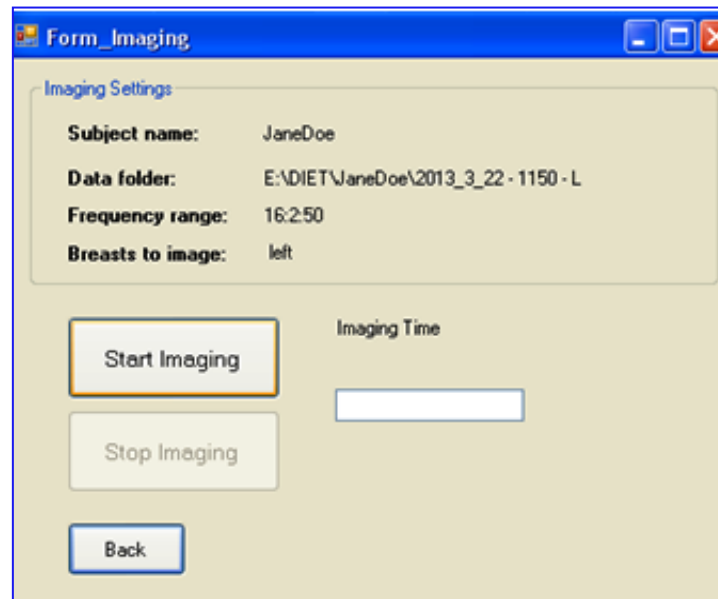 Form_Imaging
Imaging Settings
Subject name: JaneDoe
Data folder: E:\DIET\JaneDoe\2013_3_22 - 1150 - L
Frequency range: 16:2:50
Breasts to image: left
Start Imaging
Imaging Time
Stop Imaging
Back